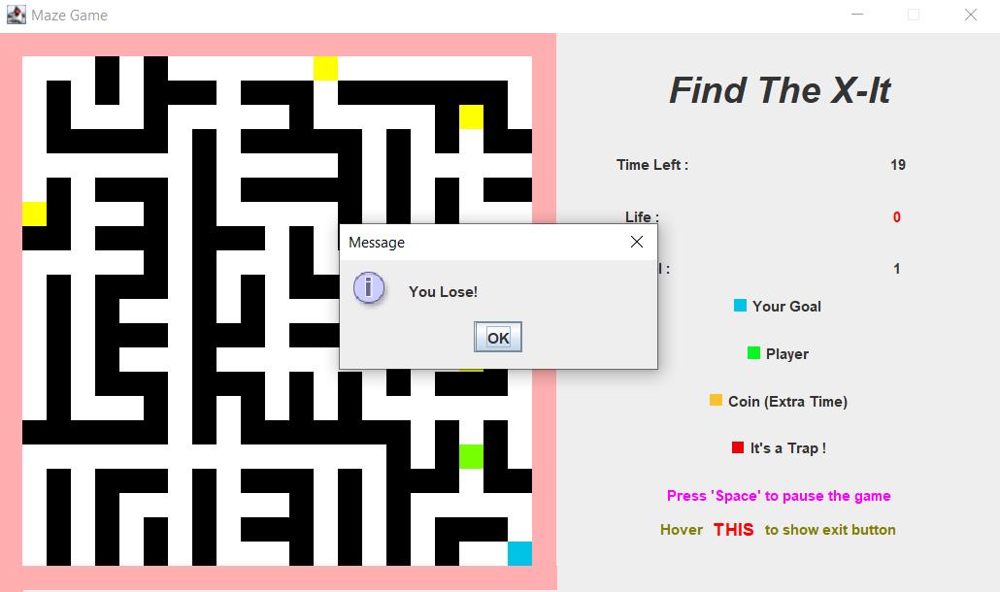 Maze Game
Find The X-It
Time Left : 19
Life : 0
Message
l : 1
You Lose!
Your Goal
OK
Player
Coin (Extra Time)
It's a Trap !
Press 'Space' to pause the game
Hover THIS to show exit button